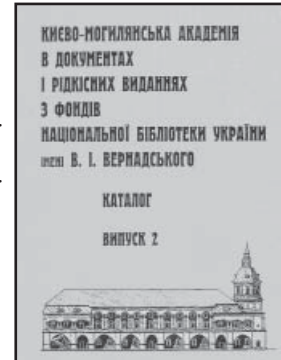 КИЄВО-МОГИЛЯНСЬКА АКАДЕМІЯ
В ДОКУМЕНТАХ
І РІДКІСНИХ ВИДАННЯХ
З ФОНДІВ
НАЦІОНАЛЬНОЇ БІБЛІОТЕКИ УКРАЇНИ
ІМЕНІ В. І. ВЕРНАДСЬКОГО
КАТАЛОГ
ВИПУСК 2